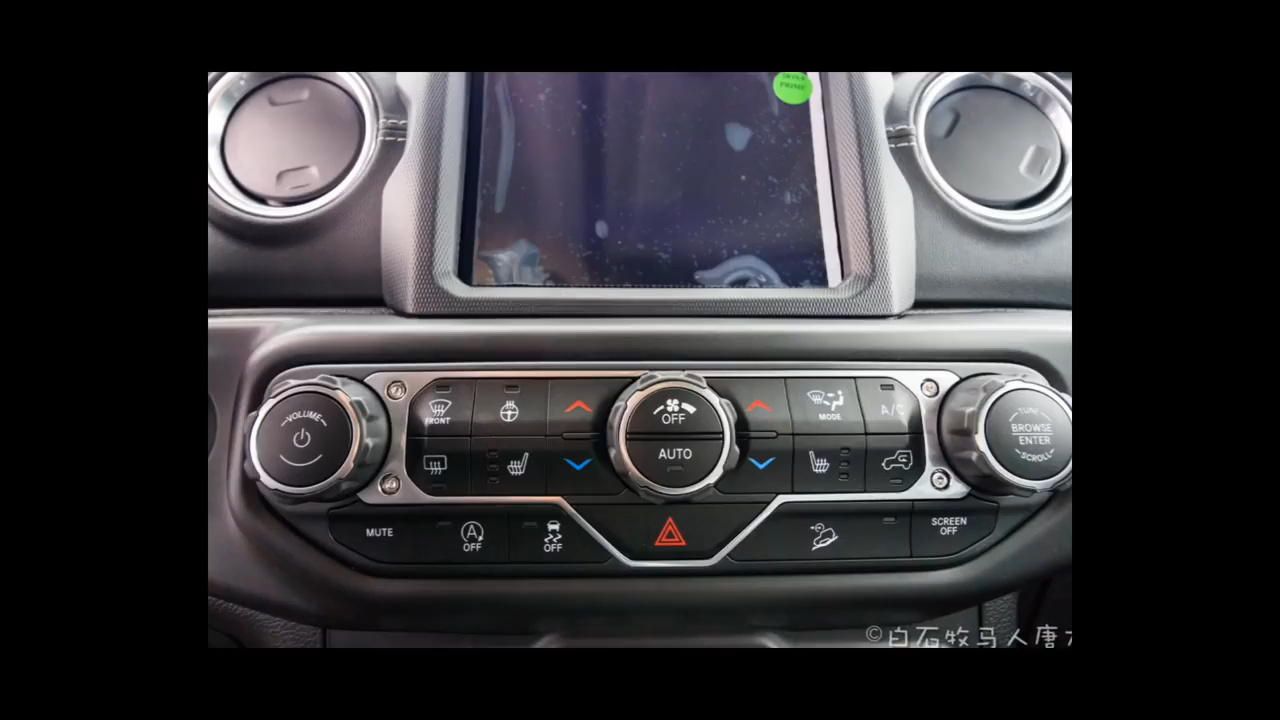 VOLUME
FRONT
OFF
AUTO
MODE
A/C
TUNE
BROWSE
ENTER
SCROLL
MUTE
A
OFF
OFF
SCREEN
OFF
©白石牧马人唐